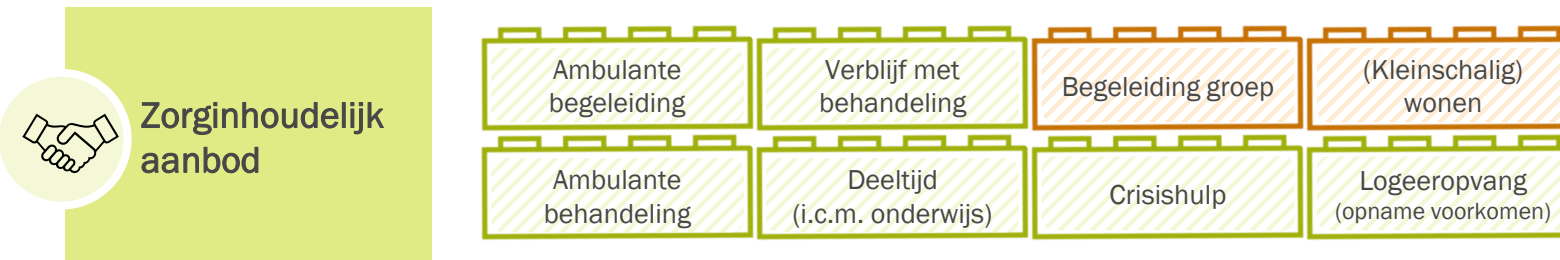 Zorginhoudelijk
aanbod
Ambulante
begeleiding
Verblijf met
behandeling
Begeleiding groep
(Kleinschalig)
wonen
Ambulante
behandeling
Deeltijd
(i.c.m. onderwijs)
Crisishulp
Logeeropvang
(opname voorkomen)